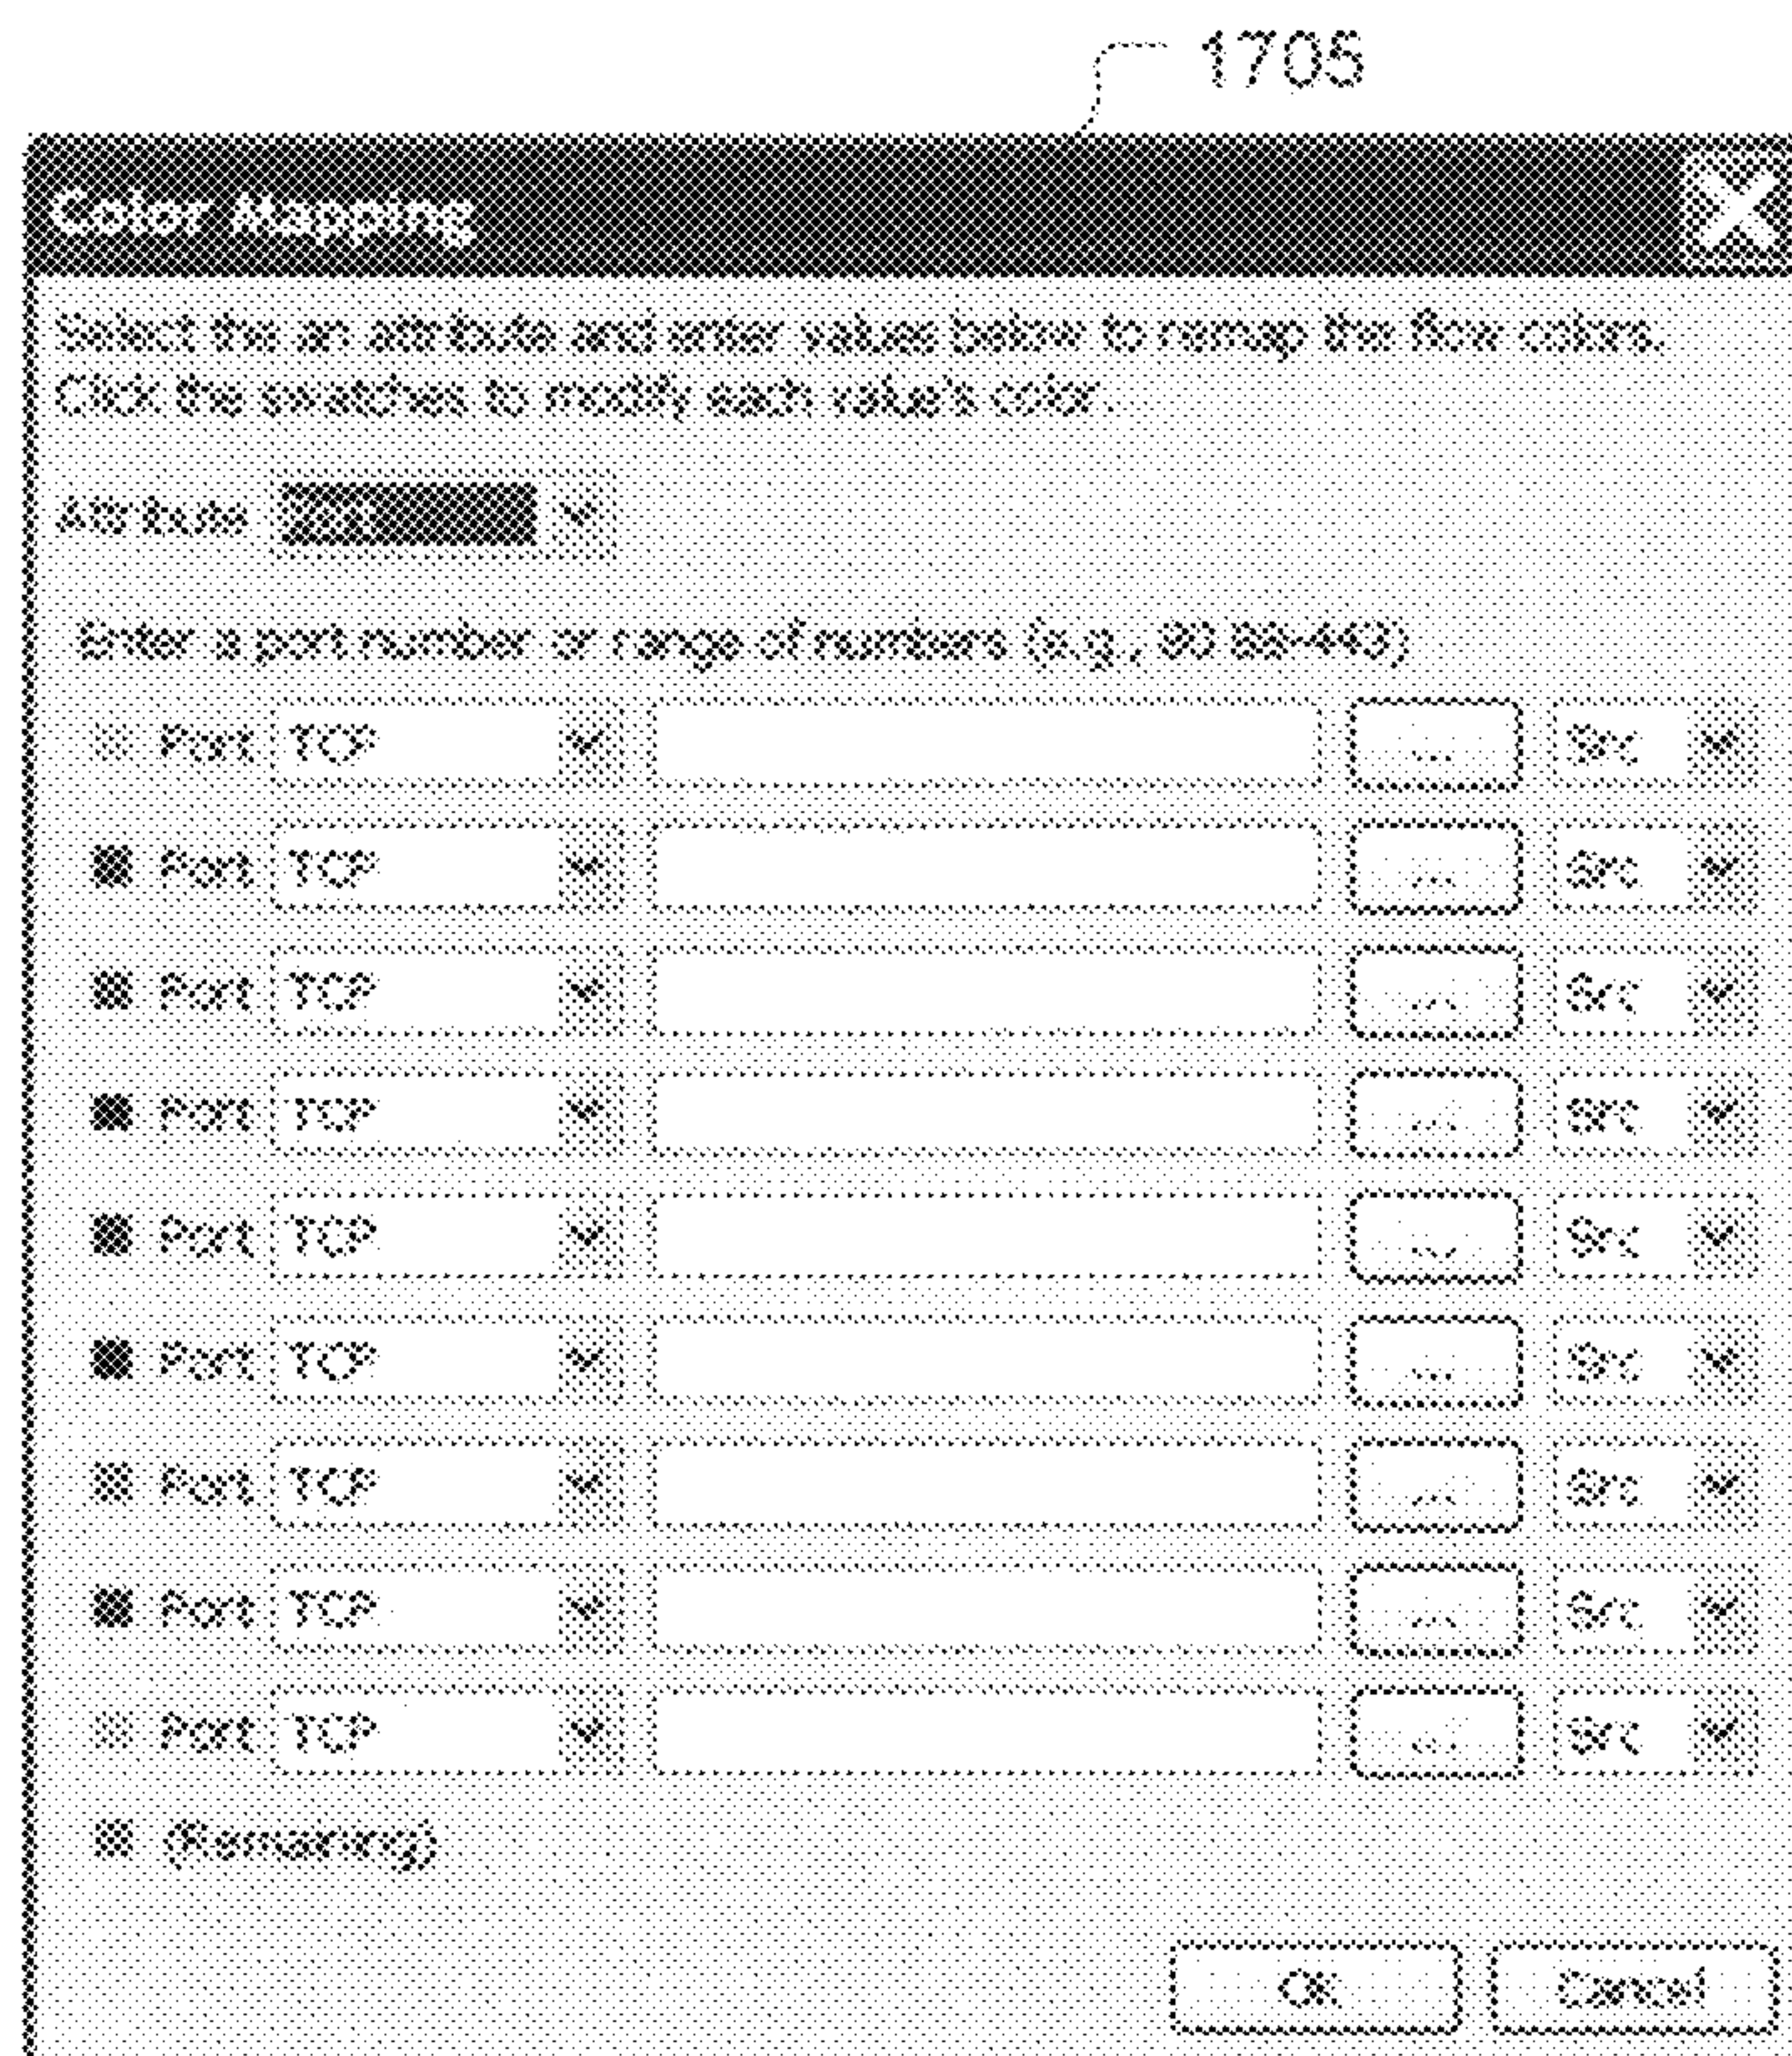 1705
Color Mapping
Select the an attribute and enter values below to remap the flow colors.
Click the swatches to modify each value's color.
Attribute
Enter a port number or range of numbers (e.g., 80 88-443)
Port TCP ... Src
Port TCP ... Src
Port TCP ... Src
Port TCP ... Src
Port TCP ... Src
Port TCP ... Src
Port TCP ... Src
Port TCP ... Src
Port TCP ... Src
(Remaining)
OK Cancel